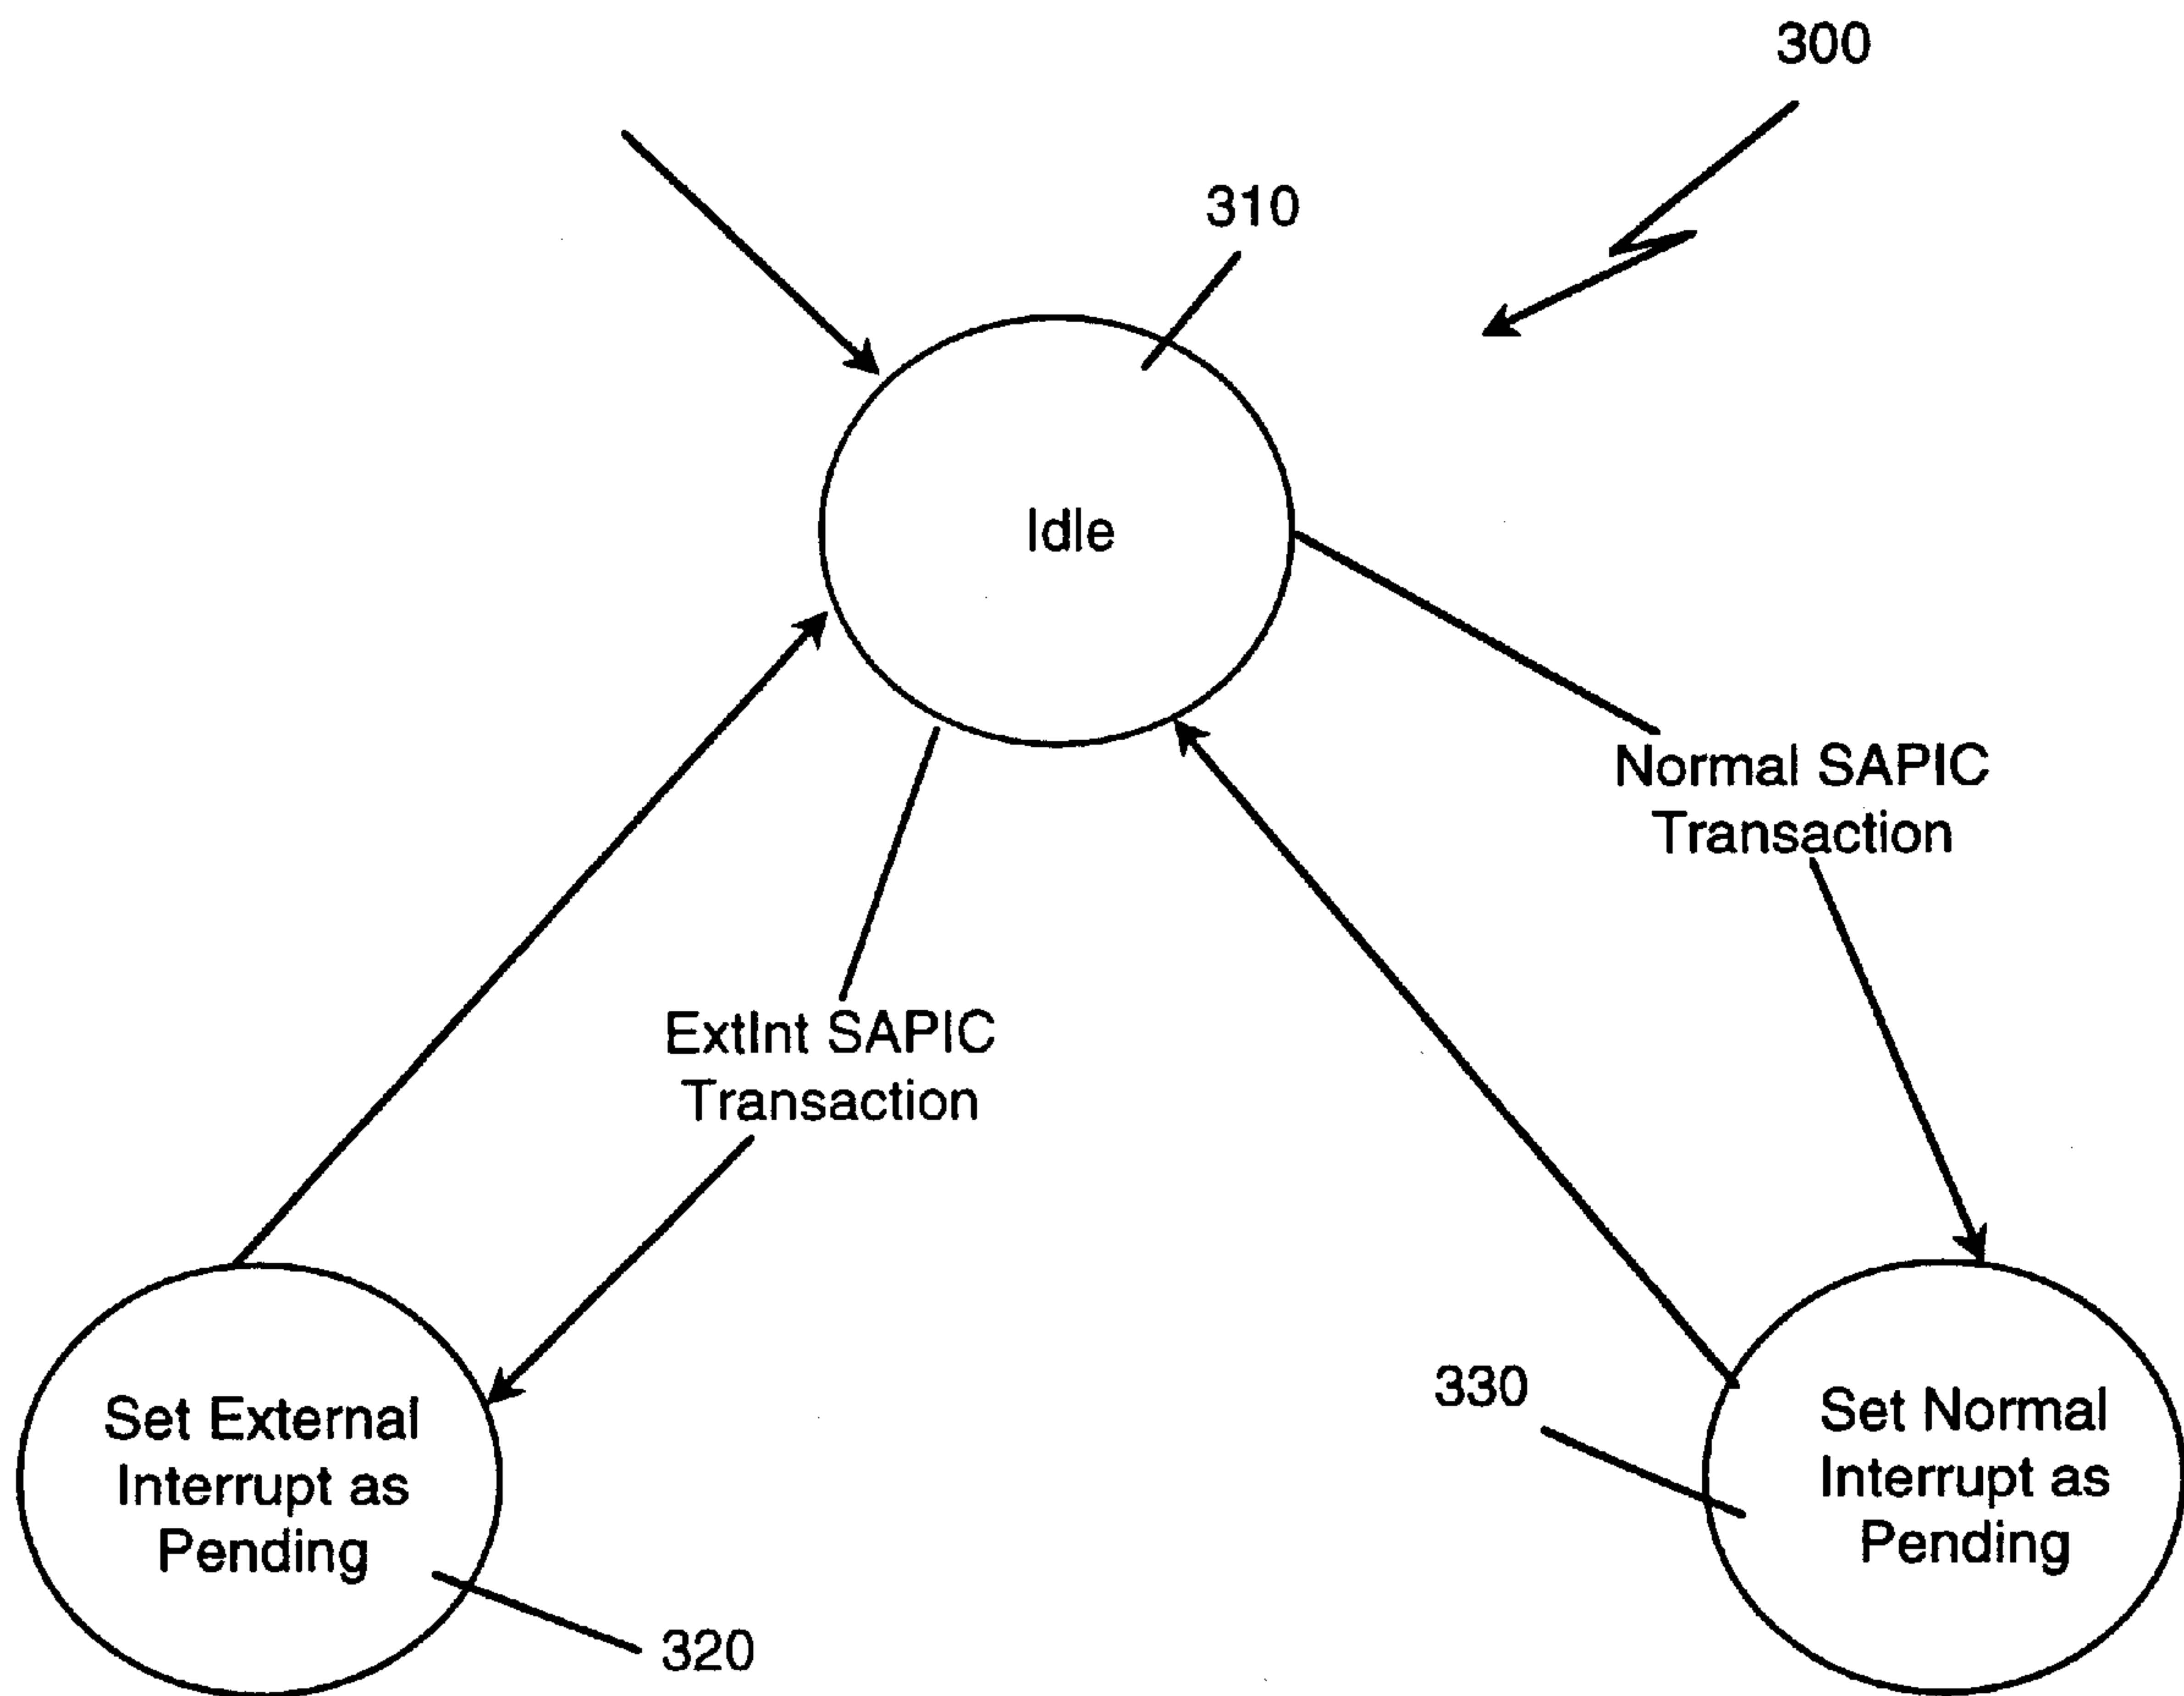 300
310
Idle
Normal SAPIC
Transaction
ExtInt SAPIC
Transaction
330
Set External
Interrupt as
Pending
Set Normal
Interrupt as
Pending
320